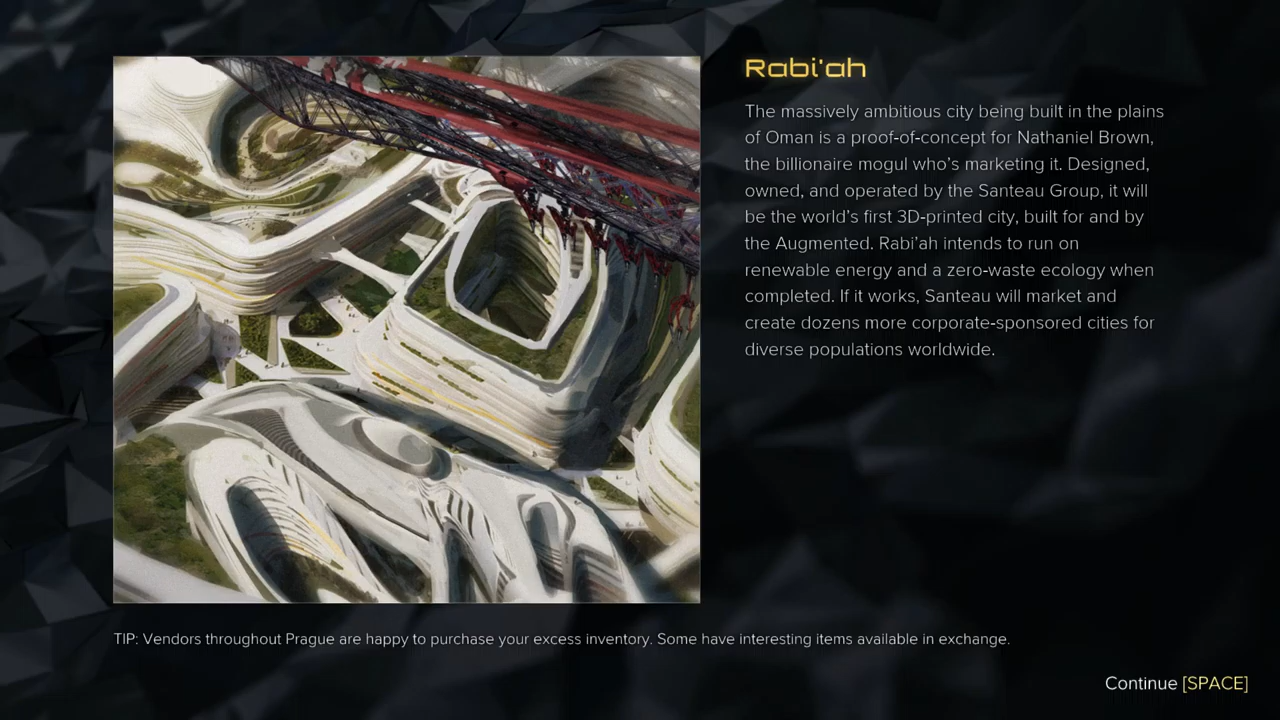 Rabi'ah
The massively ambitious city being built in the plains
of Oman is a proof-of-concept for Nathaniel Brown,
the billionaire mogul who's marketing it. Designed,
owned, and operated by the Santeau Group, it will
be the world's first 3D-printed city, built for and by
the Augmented. Rabi'ah intends to run on
renewable energy and a zero-waste ecology when
completed. If it works, Santeau will market and
create dozens more corporate-sponsored cities for
diverse populations worldwide.
TIP: Vendors throughout Prague are happy to purchase your excess inventory. Some have interesting items available in exchange.
Continue [SPACE]